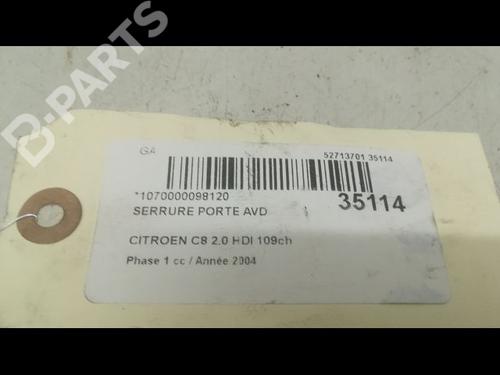 B-PARTS
GA
52713701 35114
*1070000098120
35114
SERRURE PORTE AVD
CITROEN C8 2.0 HDI 109ch
Phase 1 cc / Année 2004